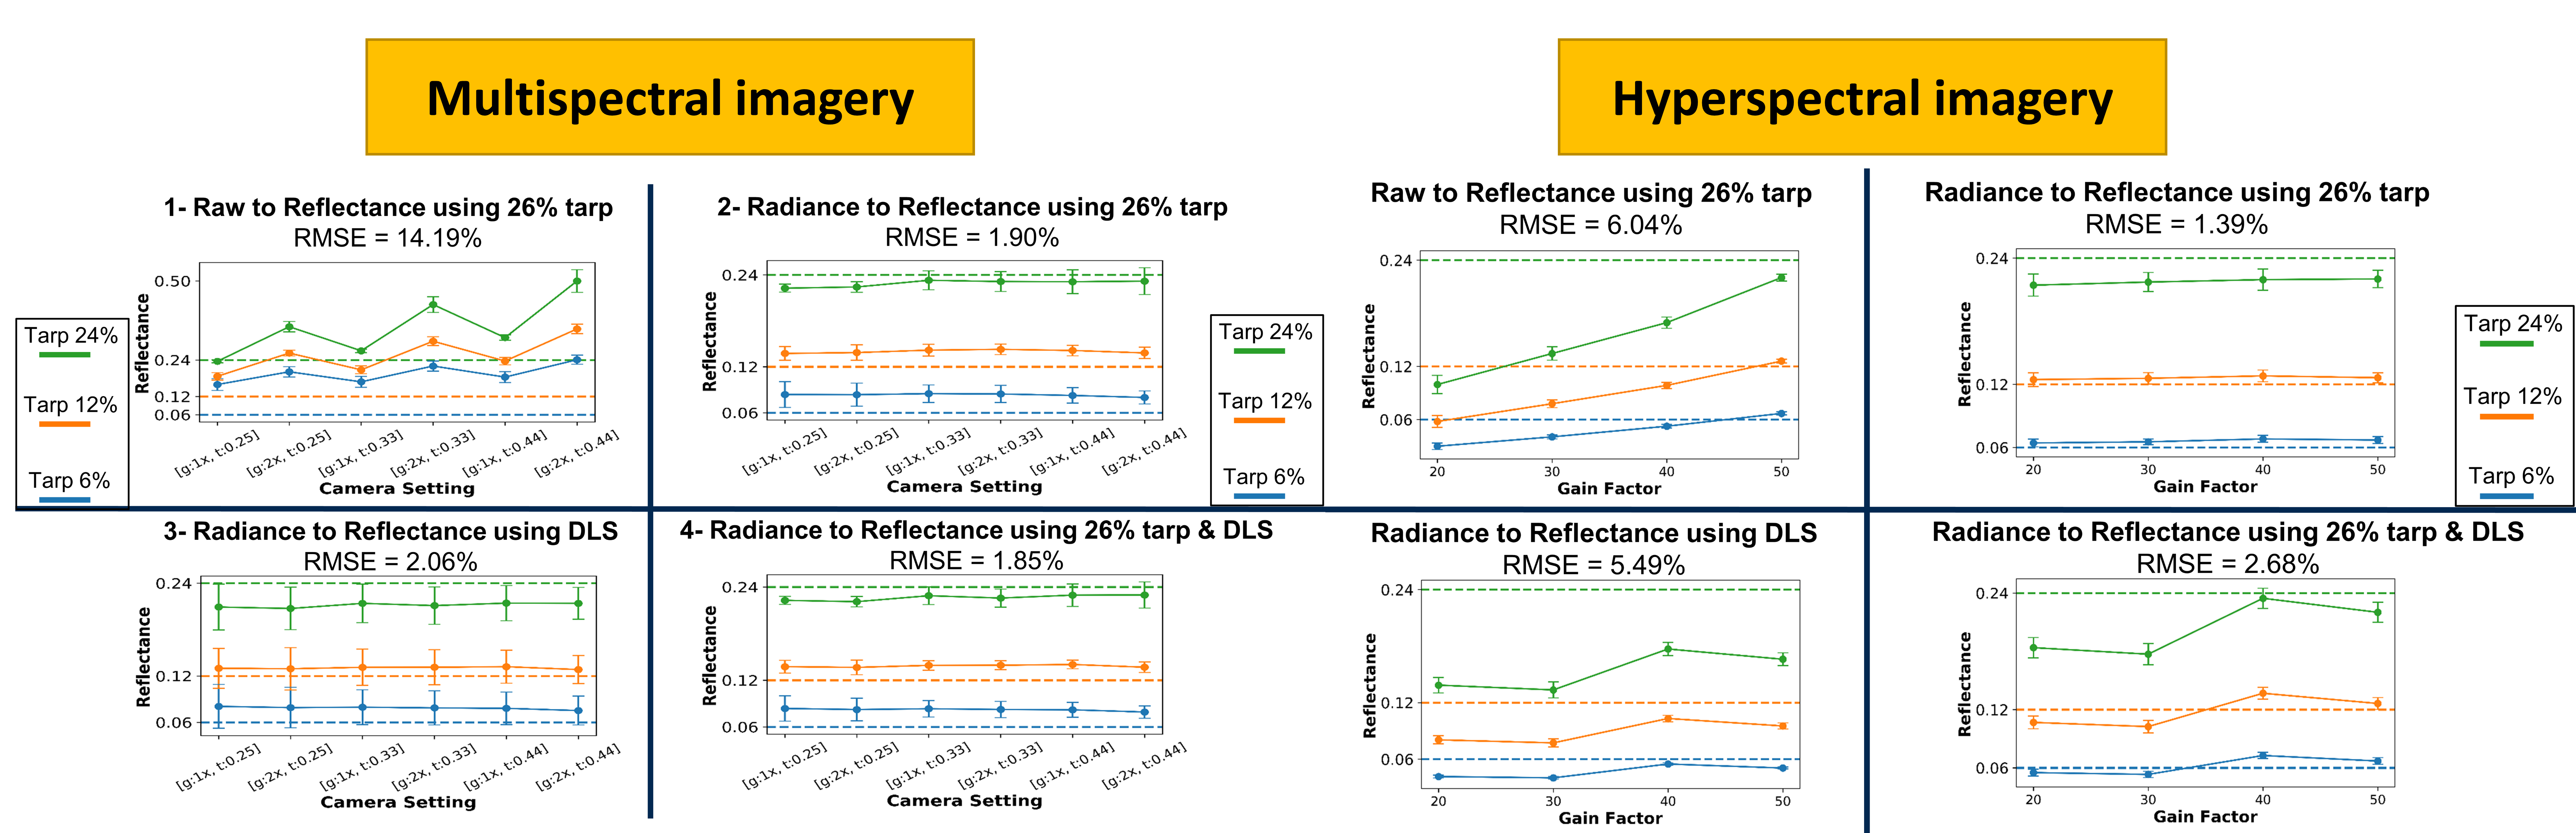 Multispectral imagery
Hyperspectral imagery
1- Raw to Reflectance using 26% tarp
RMSE = 14.19%
0.50
0.24
0.12
0.06
Reflectance
[g:1x, t:0.25]
[g:2x, t:0.25]
[g:1x, t:0.33]
[g:2x, t:0.33]
[g:1x, t:0.44]
[g:2x, t:0.44]
Camera Setting
Tarp 24%
Tarp 12%
Tarp 6%
2- Radiance to Reflectance using 26% tarp
RMSE = 1.90%
0.24
0.12
0.06
Reflectance
[g:1x, t:0.25]
[g:2x, t:0.25]
[g:1x, t:0.33]
[g:2x, t:0.33]
[g:1x, t:0.44]
[g:2x, t:0.44]
Camera Setting
Tarp 24%
Tarp 12%
Tarp 6%
Raw to Reflectance using 26% tarp
RMSE = 6.04%
0.24
0.12
0.06
Reflectance
20
30
40
50
Gain Factor
Radiance to Reflectance using 26% tarp
RMSE = 1.39%
0.24
0.12
0.06
Reflectance
20
30
40
50
Gain Factor
Tarp 24%
Tarp 12%
Tarp 6%
3- Radiance to Reflectance using DLS
RMSE = 2.06%
0.24
0.12
0.06
Reflectance
[g:1x, t:0.25]
[g:2x, t:0.25]
[g:1x, t:0.33]
[g:2x, t:0.33]
[g:1x, t:0.44]
[g:2x, t:0.44]
Camera Setting
4- Radiance to Reflectance using 26% tarp & DLS
RMSE = 1.85%
0.24
0.12
0.06
Reflectance
[g:1x, t:0.25]
[g:2x, t:0.25]
[g:1x, t:0.33]
[g:2x, t:0.33]
[g:1x, t:0.44]
[g:2x, t:0.44]
Camera Setting
Radiance to Reflectance using DLS
RMSE = 5.49%
0.24
0.12
0.06
Reflectance
20
30
40
50
Gain Factor
Radiance to Reflectance using 26% tarp & DLS
RMSE = 2.68%
0.24
0.12
0.06
Reflectance
20
30
40
50
Gain Factor